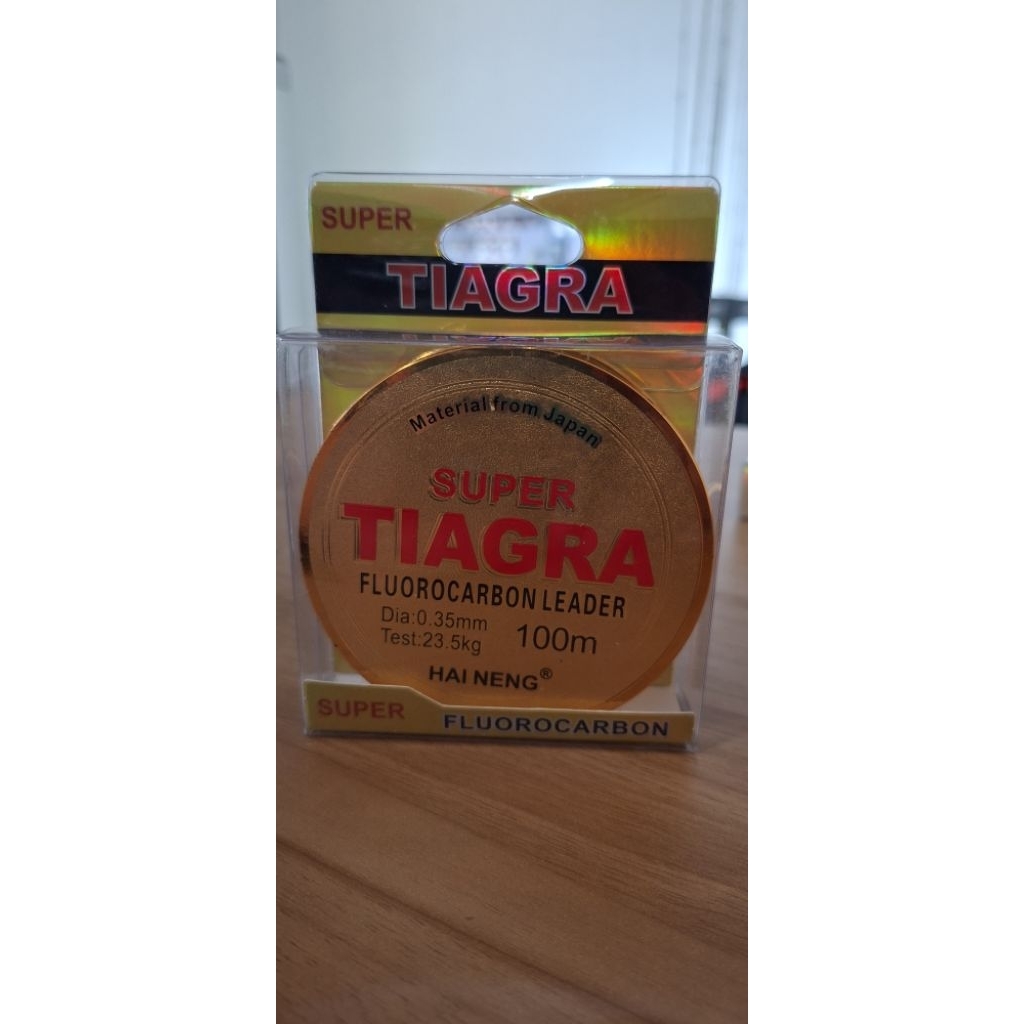 SUPER
TIAGRA
Material from Japan
SUPER
TIAGRA
FLUOROCARBON LEADER
Dia:0.35mm
Test:23.5kg 100m
HAI NENG®
SUPER FLUOROCARBON